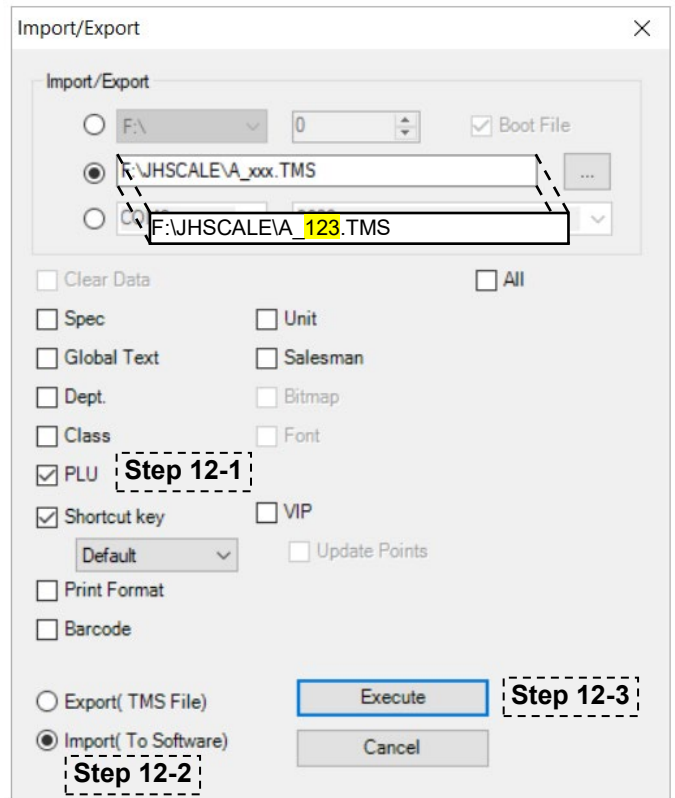 Import/Export
Import/Export
F:\ 0 Boot File
F:\JHSCALE\A_xxx.TMS ...
F:\JHSCALE\A_123.TMS
Clear Data All
Spec Unit
Global Text Salesman
Dept. Bitmap
Class Font
PLU Step 12-1
Shortcut key VIP
Default Update Points
Print Format
Barcode
Export( TMS File) Execute Step 12-3
Import( To Software) Cancel
Step 12-2